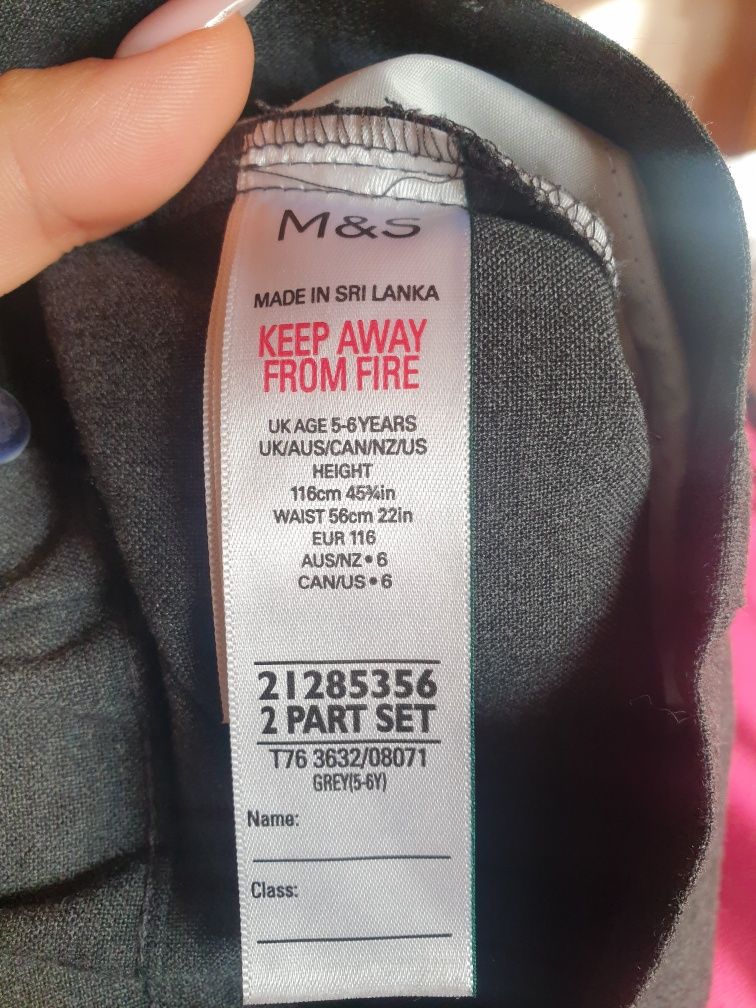 M&S
MADE IN SRI LANKA
KEEP AWAY
FROM FIRE
UK AGE 5-6YEARS
UK/AUS/CAN/NZ/US
HEIGHT
116cm 45¾in
WAIST 56cm 22in
EUR 116
AUS/NZ • 6
CAN/US • 6
21285356
2 PART SET
T76 3632/08071
GREY(5-6Y)
Name:
Class: